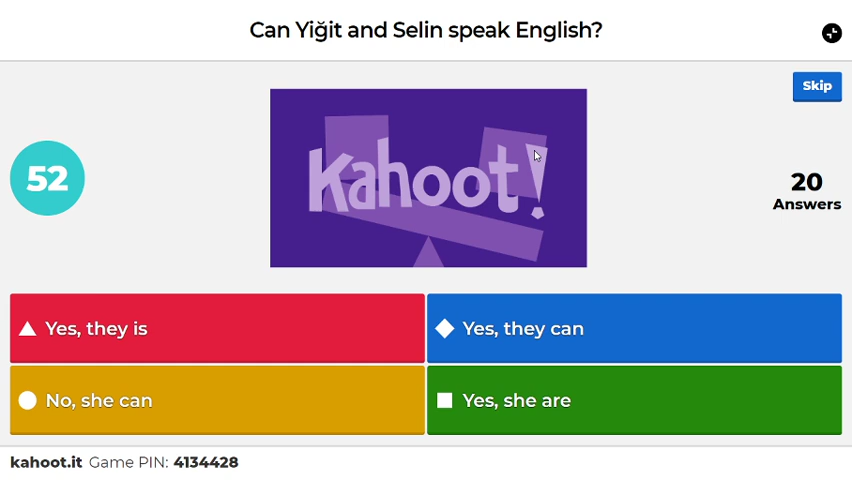 Can Yiğit and Selin speak English?
Skip
52
Kahoot!
20
Answers
Yes, they is
Yes, they can
No, she can
Yes, she are
kahoot.it Game PIN: 4134428